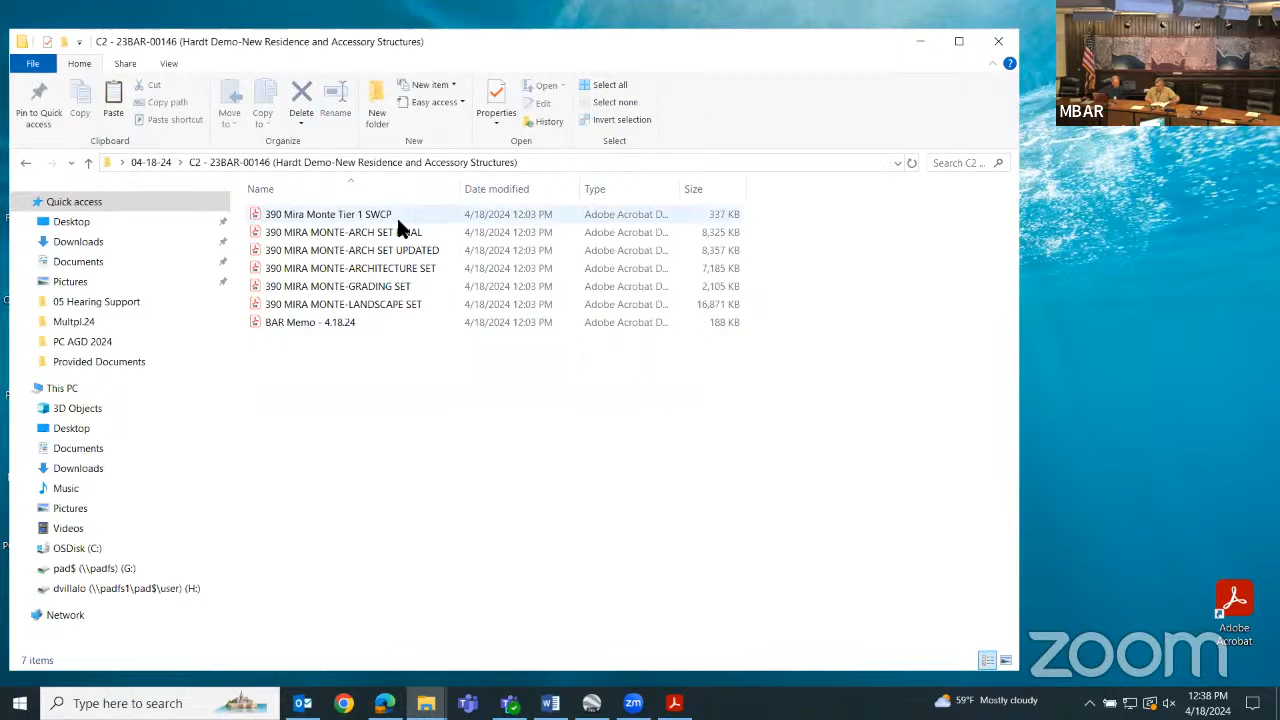 C2 - 23BAR-00146 (Hardt Demo-New Residence and Accessory Structures)
File Home Share View
Pin to Quick access
Copy
Paste
Cut
Copy path
Paste shortcut
Clipboard
Move to
Copy to
Delete
Rename
Organize
New folder
New item
Easy access
New
Properties
Open
Edit
History
Open
Select all
Select none
Invert selection
Select
04-18-24 > C2 - 23BAR-00146 (Hardt Demo-New Residence and Accessory Structures)
Search C2 ...
Name Date modified Type Size
390 Mira Monte Tier 1 SWCP 4/18/2024 12:03 PM Adobe Acrobat D... 337 KB
390 MIRA MONTE-ARCH SET 4/18/2024 12:03 PM Adobe Acrobat D... 8,325 KB
390 MIRA MONTE-ARCH SET UPDATED 4/18/2024 12:03 PM Adobe Acrobat D... 8,357 KB
390 MIRA MONTE-ARCHITECTURE SET 4/18/2024 12:03 PM Adobe Acrobat D... 7,185 KB
390 MIRA MONTE-GRADING SET 4/18/2024 12:03 PM Adobe Acrobat D... 2,105 KB
390 MIRA MONTE-LANDSCAPE SET 4/18/2024 12:03 PM Adobe Acrobat D... 16,871 KB
BAR Memo - 4.18.24 4/18/2024 12:03 PM Adobe Acrobat D... 188 KB
Quick access
Desktop
Downloads
Documents
Pictures
05 Hearing Support
Multpl.24
PC AGD 2024
Provided Documents
This PC
3D Objects
Desktop
Documents
Downloads
Music
Pictures
Videos
OSDisk (C:)
pad$ (\\padfs) (G:)
dvillalo (\\padfs1\pad$\user) (H:)
Network
7 items
MBAR
Adobe
Acrobat
zoom
Type here to search
59°F Mostly cloudy
12:38 PM
4/18/2024